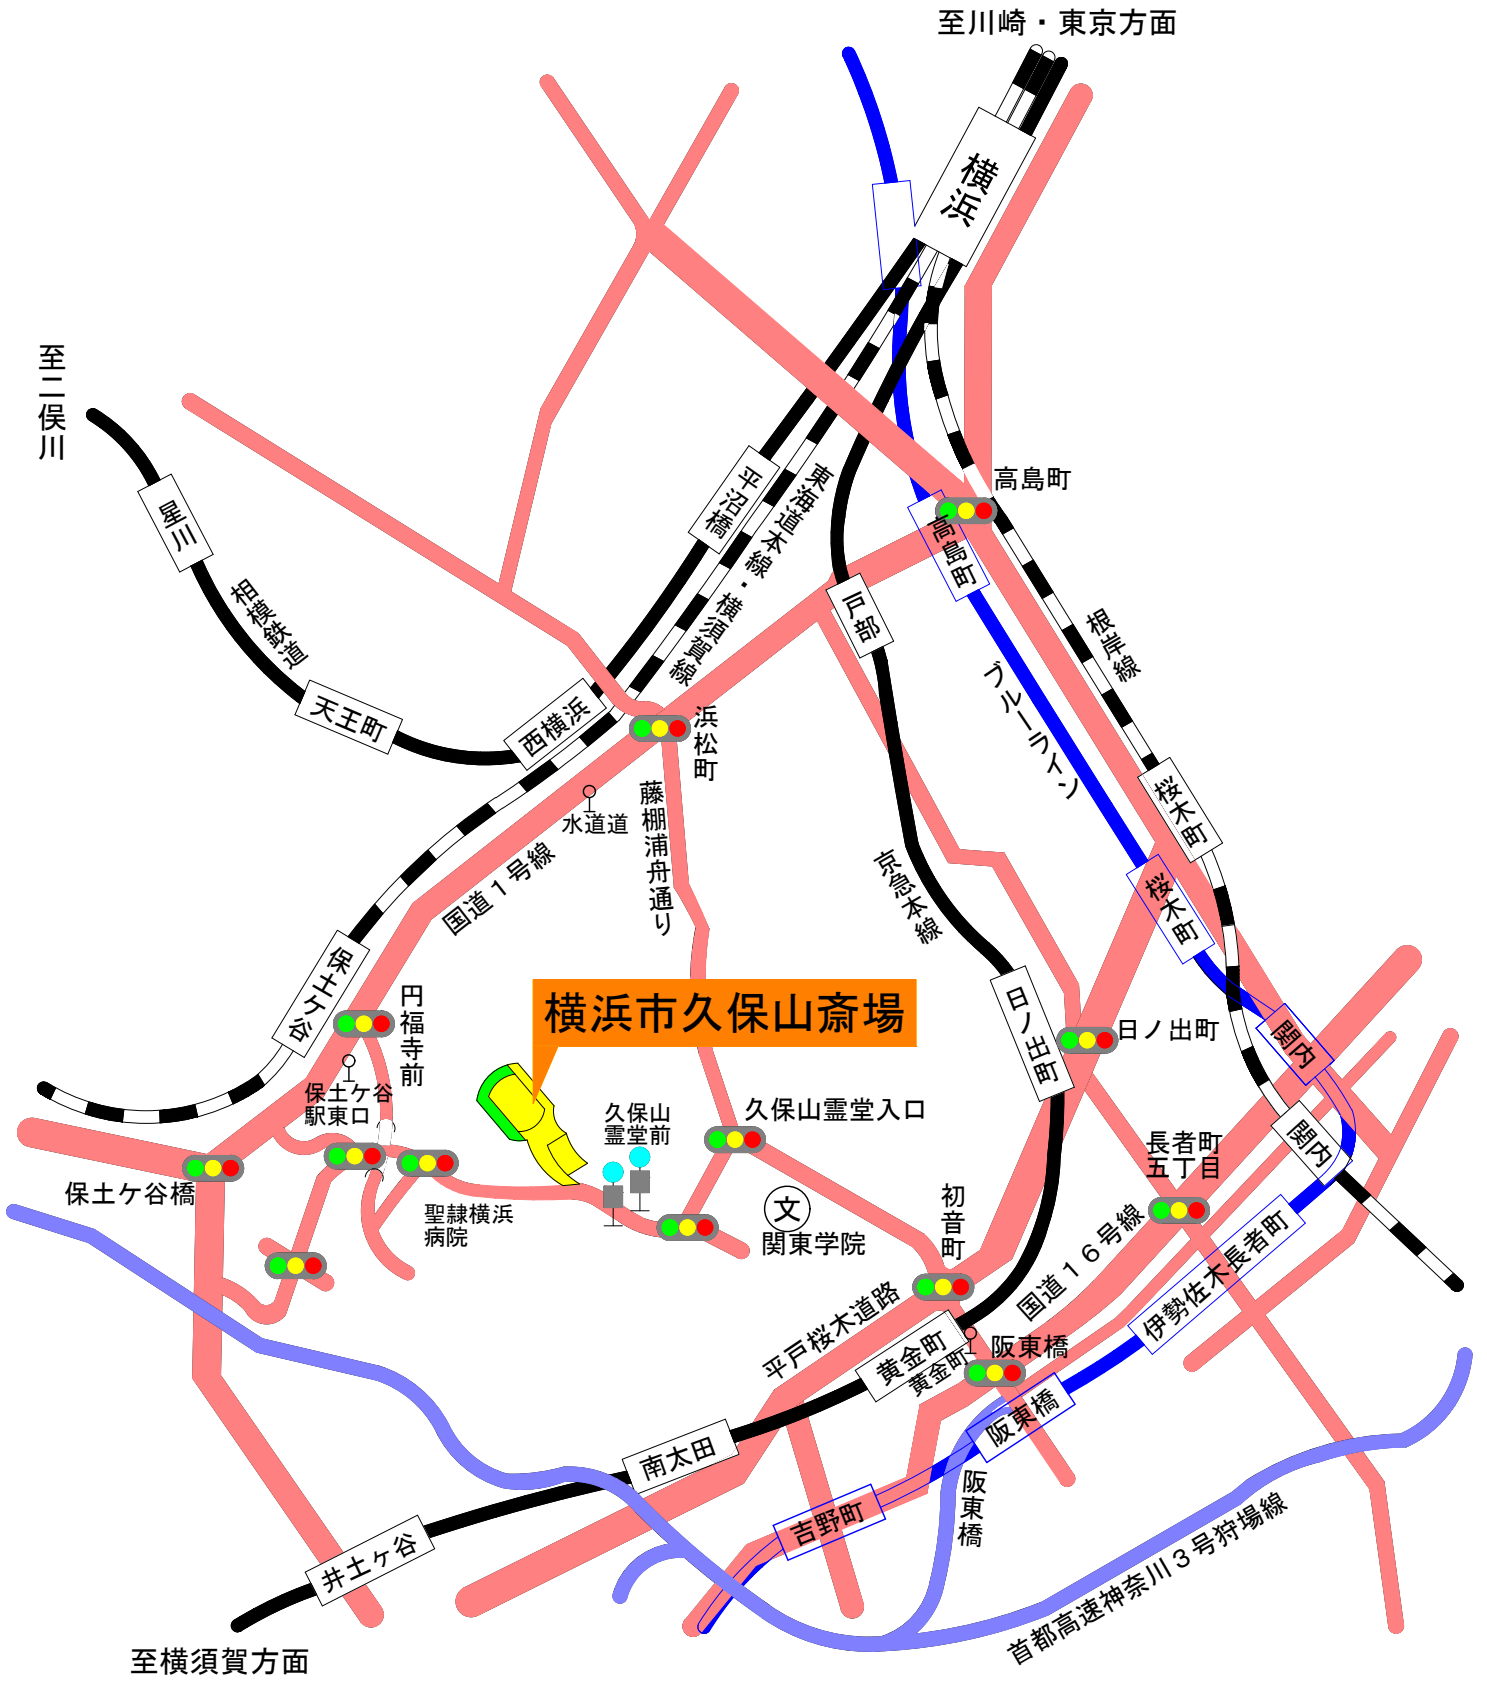 至川崎・東京方面
横浜
至二俣川
星川
相模鉄道
天王町
西横浜
平沼橋
東海道本線・横須賀線
高島町
高島町
戸部
根岸線
ブルーライン
浜松町
水道道
藤棚浦舟通り
国道１号線
京急本線
桜木町
桜木町
保土ケ谷
円福寺前
横浜市久保山斎場
日ノ出町
日ノ出町
関内
関内
保土ケ谷
駅東口
久保山
霊堂前
久保山霊堂入口
長者町
五丁目
保土ケ谷橋
聖隷横浜
病院
文
関東学院
初音町
国道１６号線
伊勢佐木長者町
平戸桜木道路
黄金町
黄金町
阪東橋
阪東橋
阪東橋
南太田
吉野町
井土ヶ谷
首都高速神奈川３号狩場線
至横須賀方面